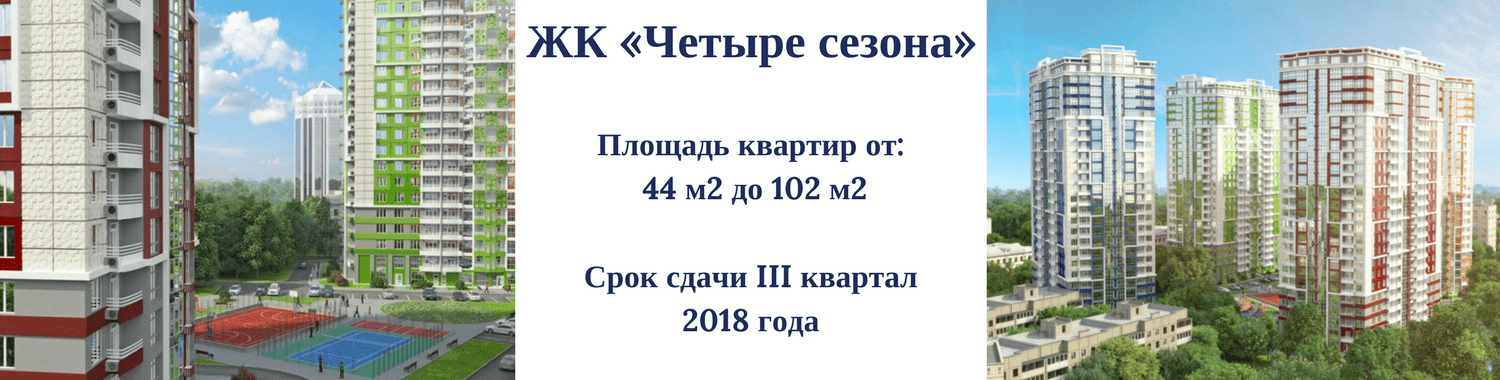 ЖК «Четыре сезона»
Площадь квартир от:
44 м2 до 102 м2
Срок сдачи III квартал
2018 года